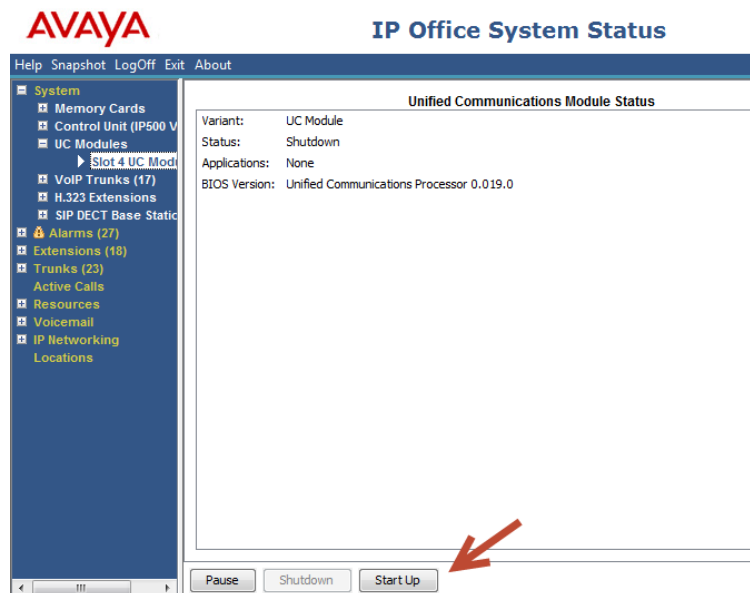 AVAYA
IP Office System Status
Help Snapshot LogOff Exit About
System
Memory Cards
Control Unit (IP500 V
UC Modules
Slot 4 UC Modu
VoIP Trunks (17)
H.323 Extensions
SIP DECT Base Static
Alarms (27)
Extensions (18)
Trunks (23)
Active Calls
Resources
Voicemail
IP Networking
Locations
Unified Communications Module Status
Variant: UC Module
Status: Shutdown
Applications: None
BIOS Version: Unified Communications Processor 0.019.0
Pause Shutdown Start Up